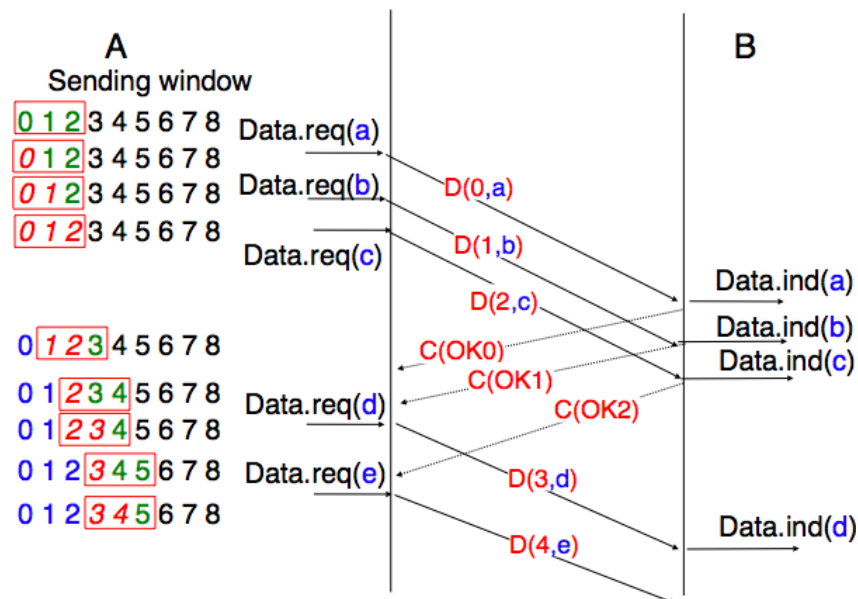 A
B
Sending window
0 1 2 3 4 5 6 7 8
Data.req(a)
0 1 2 3 4 5 6 7 8
Data.req(b)
D(0,a)
0 1 2 3 4 5 6 7 8
0 1 2 3 4 5 6 7 8
Data.req(c)
D(1,b)
D(2,c)
Data.ind(a)
Data.ind(b)
0 1 2 3 4 5 6 7 8
C(OK0)
Data.ind(c)
C(OK1)
0 1 2 3 4 5 6 7 8
Data.req(d)
C(OK2)
0 1 2 3 4 5 6 7 8
0 1 2 3 4 5 6 7 8
Data.req(e)
D(3,d)
0 1 2 3 4 5 6 7 8
Data.ind(d)
D(4,e)